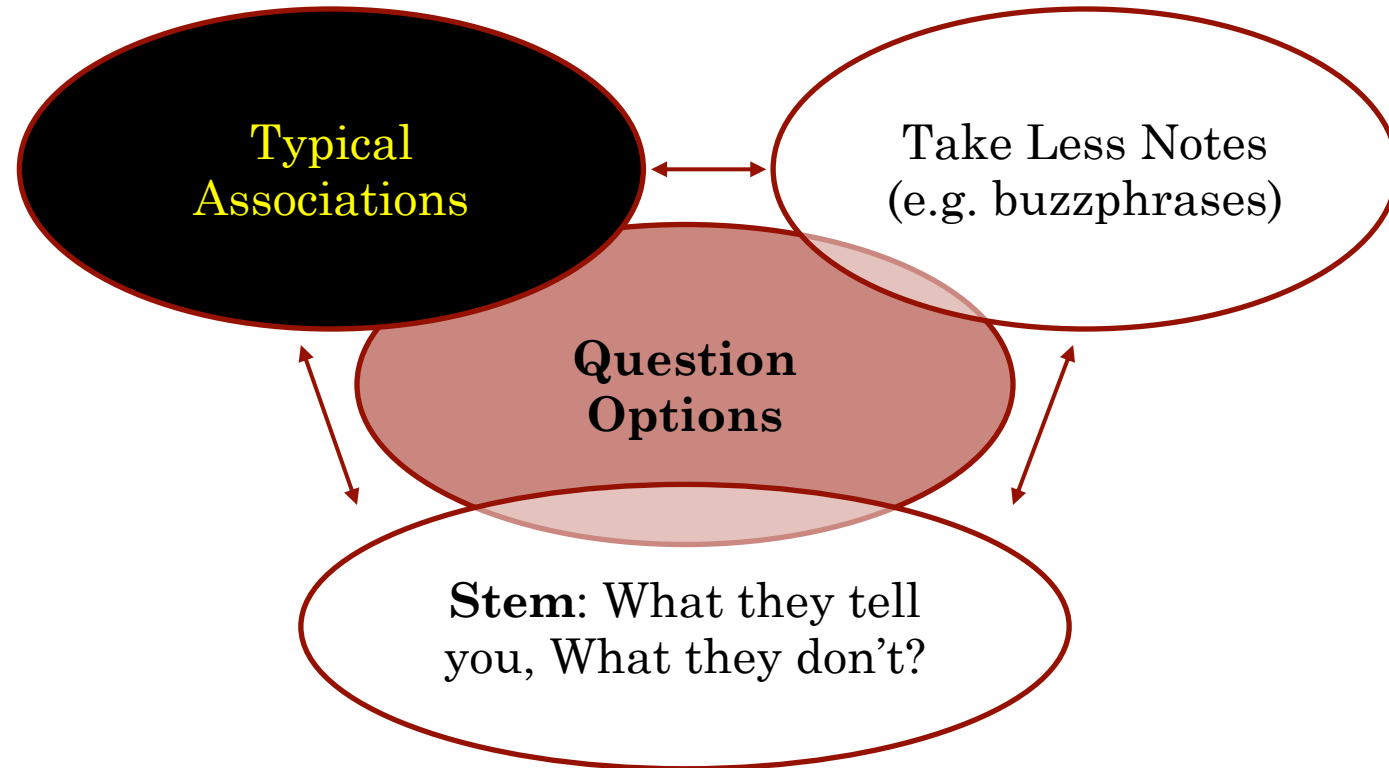 Typical
Associations
Take Less Notes
(e.g. buzzphrases)
Question
Options
Stem: What they tell
you, What they don’t?